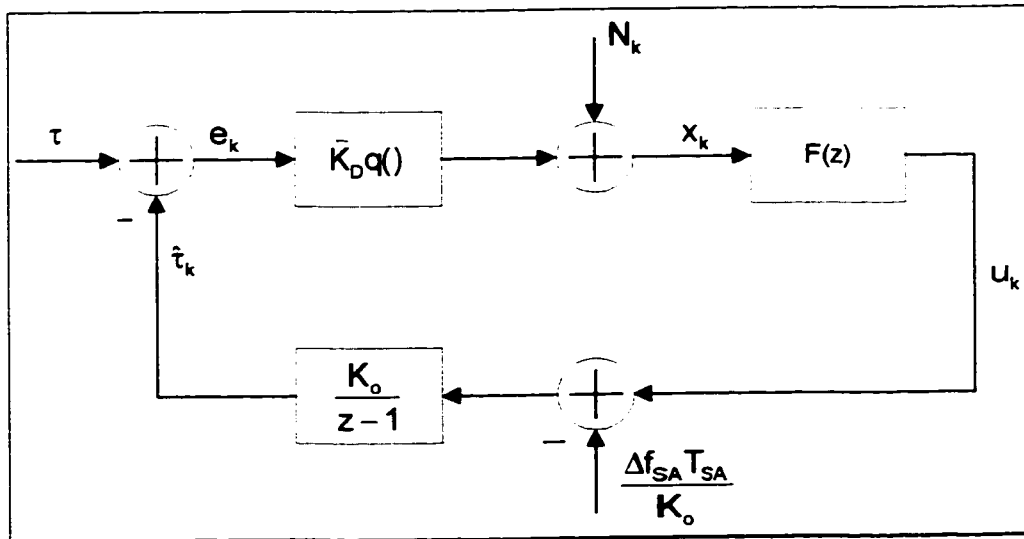 N_k
τ
e_k
K̄_D q()
x_k
F(z)
−
τ̂_k
u_k
K_o
z − 1
−
Δf_SA T_SA
K_o